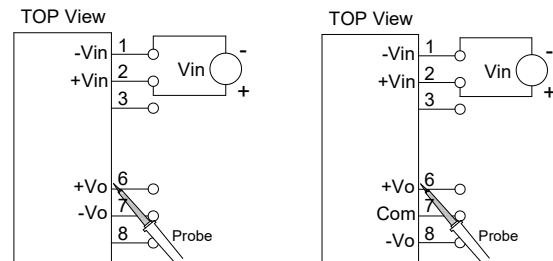 TOP View
-Vin 1
+Vin 2
3
Vin
-
+
+Vo 6
-Vo 7
8
Probe
TOP View
-Vin 1
+Vin 2
3
Vin
-
+
+Vo 6
Com 7
-Vo 8
Probe